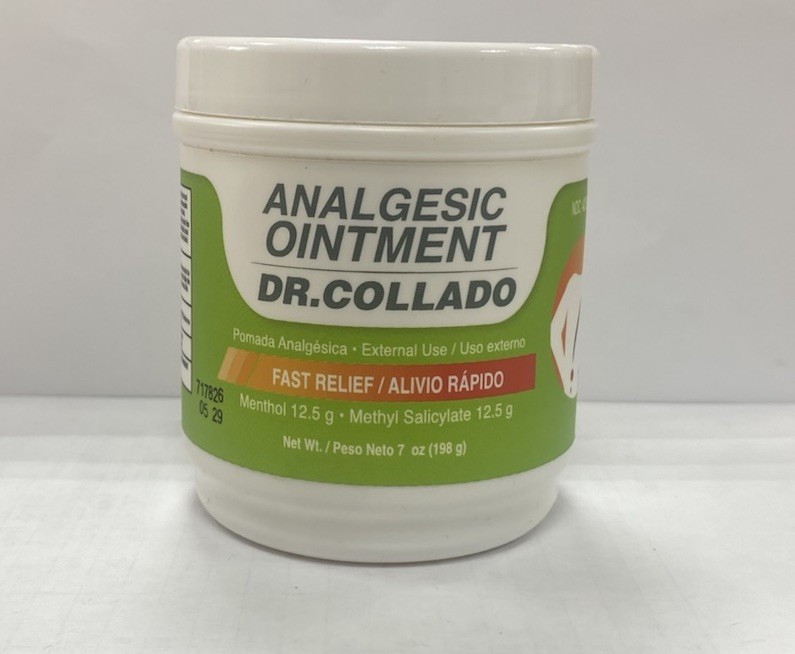 ANALGESIC
OINTMENT
DR.COLLADO
Pomada Analgésica • External Use / Uso externo
FAST RELIEF / ALIVIO RÁPIDO
Menthol 12.5 g • Methyl Salicylate 12.5 g
Net Wt. / Peso Neto 7 oz (198 g)
717826
05 29
NDC